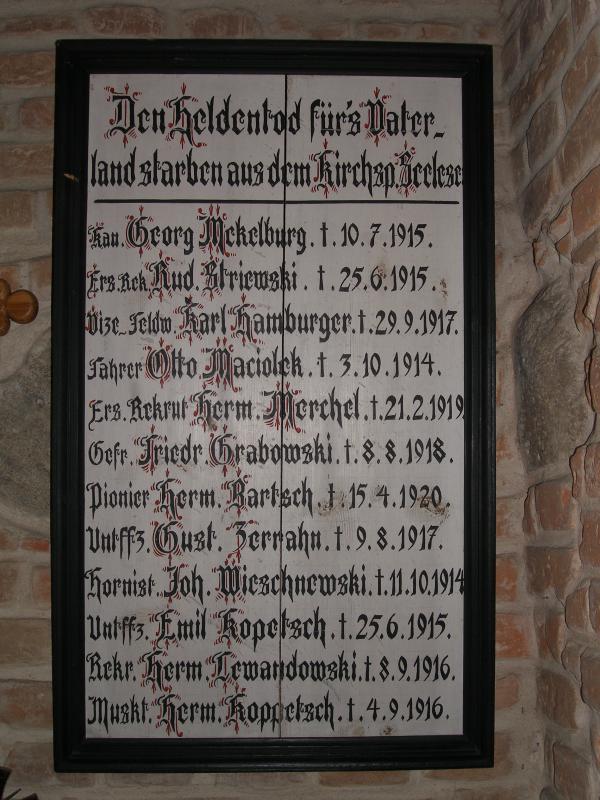 Den Heldentod für's Vater-
land starben aus dem Kirchsp. Seelesen
Kan. Georg Mekelburg. †. 10.7.1915.
Ers. Rek. Rud. Striewski. †. 25.6.1915.
Vize-Feldw. Karl Hamburger. †. 29.9.1917.
Fahrer Otto Maciolek. †. 3.10.1914.
Ers. Rekrut Herm. Merchel. †. 21.2.1919
Gefr. Friedr. Grabowski. †. 8.8.1918.
Pionier Herm. Bartsch. †. 15.4.1920.
Untffz. Gust. Zerrahn. †. 9.8.1917.
Hornist. Joh. Wieschnewski. †. 11.10.1914
Untffz. Emil Kopetsch. †. 25.6.1915.
Rekr. Herm. Lewandowski. †. 8.9.1916.
Muskt. Herm. Koppetsch. †. 4.9.1916.